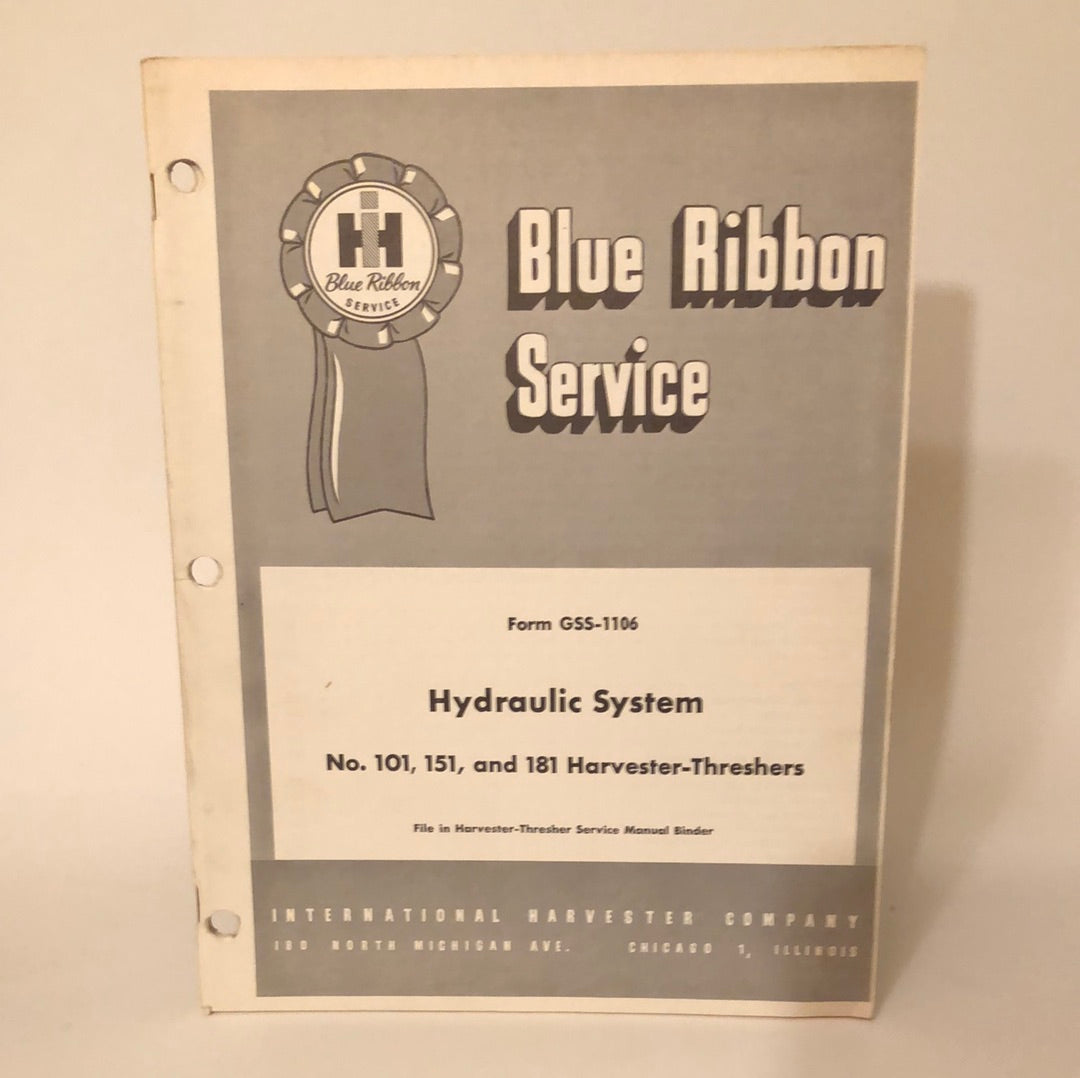 IH
Blue Ribbon
SERVICE
Blue Ribbon
Service
Form GSS-1106
Hydraulic System
No. 101, 151, and 181 Harvester-Threshers
File in Harvester-Thresher Service Manual Binder
INTERNATIONAL HARVESTER COMPANY
180 NORTH MICHIGAN AVE. CHICAGO 1, ILLINOIS